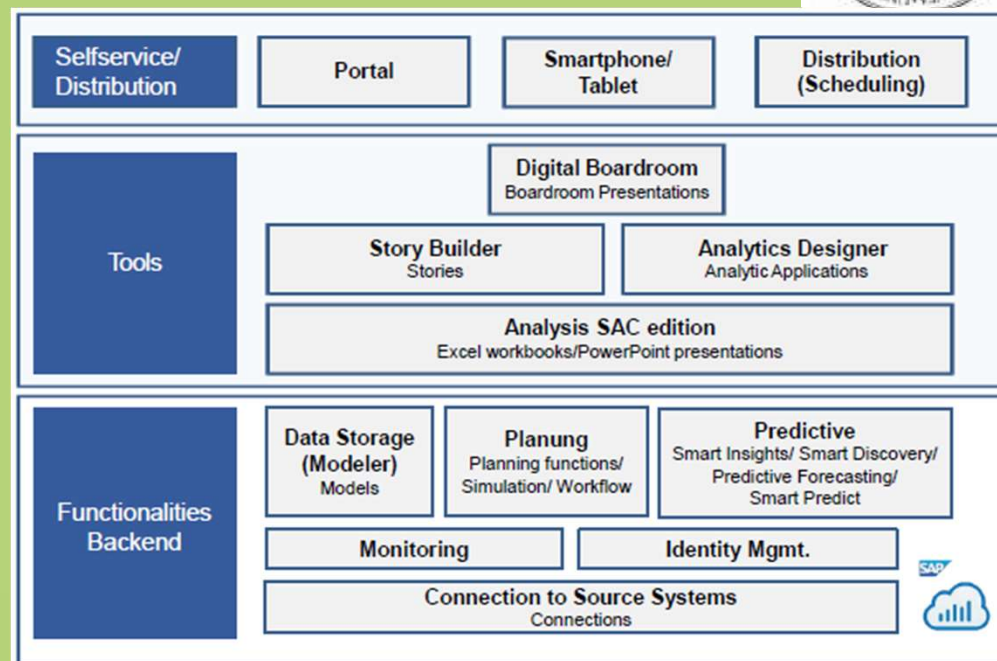 Selfservice/
Distribution
Portal
Smartphone/
Tablet
Distribution
(Scheduling)
Tools
Digital Boardroom
Boardroom Presentations
Story Builder
Stories
Analytics Designer
Analytic Applications
Analysis SAC edition
Excel workbooks/PowerPoint presentations
Functionalities
Backend
Data Storage
(Modeler)
Models
Planung
Planning functions/
Simulation/ Workflow
Predictive
Smart Insights/ Smart Discovery/
Predictive Forecasting/
Smart Predict
Monitoring
Identity Mgmt.
Connection to Source Systems
Connections
SAP